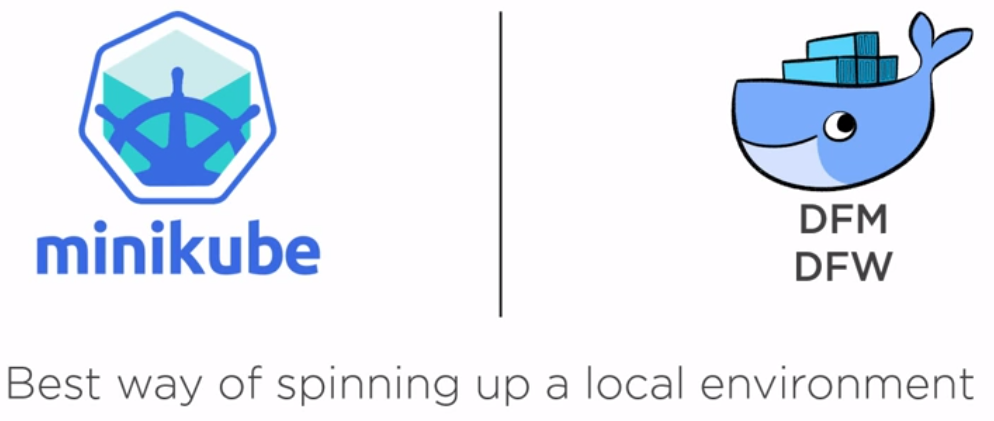 minikube
DFM
DFW
Best way of spinning up a local environment